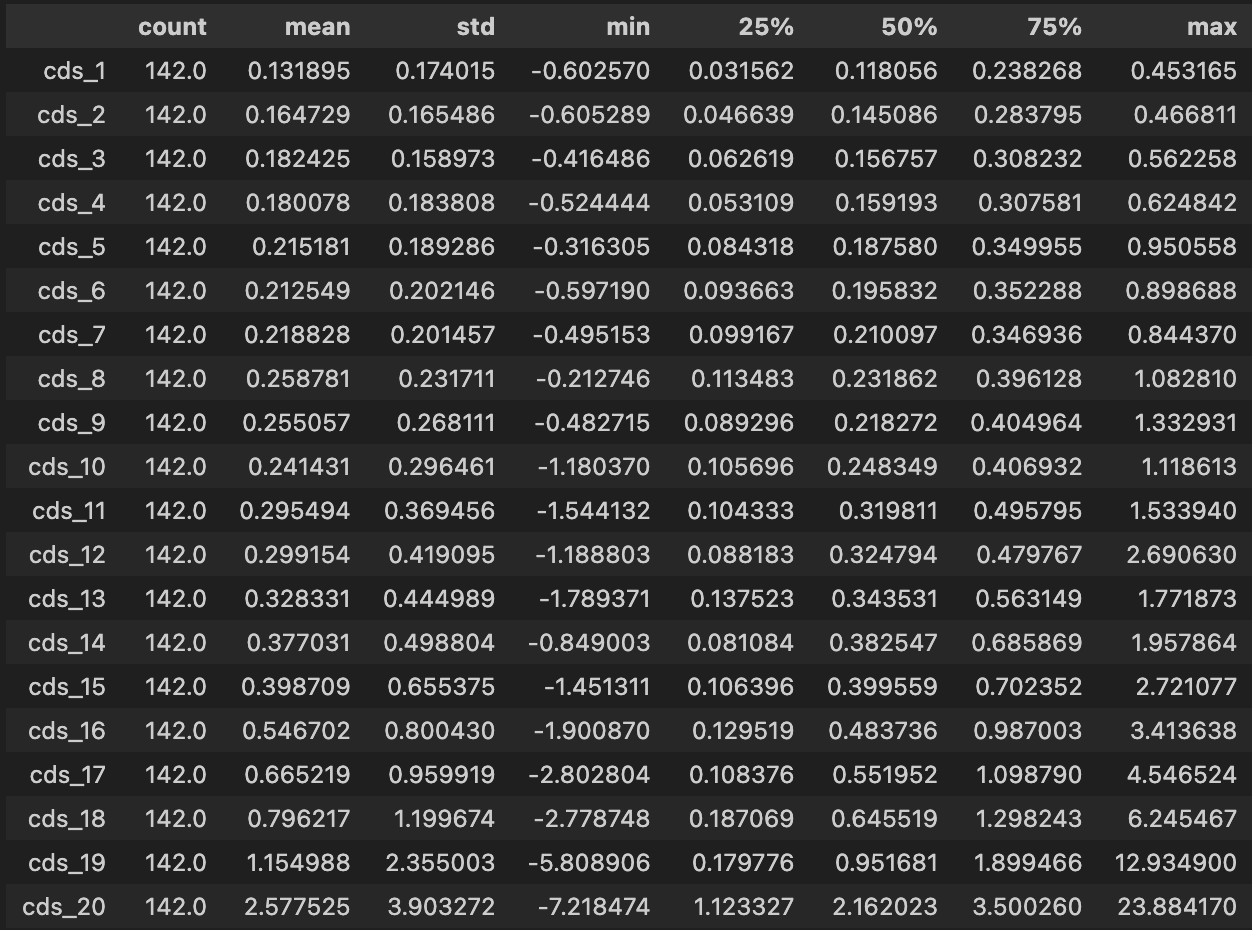 count mean std min 25% 50% 75% max
cds_1 142.0 0.131895 0.174015 -0.602570 0.031562 0.118056 0.238268 0.453165
cds_2 142.0 0.164729 0.165486 -0.605289 0.046639 0.145086 0.283795 0.466811
cds_3 142.0 0.182425 0.158973 -0.416486 0.062619 0.156757 0.308232 0.562258
cds_4 142.0 0.180078 0.183808 -0.524444 0.053109 0.159193 0.307581 0.624842
cds_5 142.0 0.215181 0.189286 -0.316305 0.084318 0.187580 0.349955 0.950558
cds_6 142.0 0.212549 0.202146 -0.597190 0.093663 0.195832 0.352288 0.898688
cds_7 142.0 0.218828 0.201457 -0.495153 0.099167 0.210097 0.346936 0.844370
cds_8 142.0 0.258781 0.231711 -0.212746 0.113483 0.231862 0.396128 1.082810
cds_9 142.0 0.255057 0.268111 -0.482715 0.089296 0.218272 0.404964 1.332931
cds_10 142.0 0.241431 0.296461 -1.180370 0.105696 0.248349 0.406932 1.118613
cds_11 142.0 0.295494 0.369456 -1.544132 0.104333 0.319811 0.495795 1.533940
cds_12 142.0 0.299154 0.419095 -1.188803 0.088183 0.324794 0.479767 2.690630
cds_13 142.0 0.328331 0.444989 -1.789371 0.137523 0.343531 0.563149 1.771873
cds_14 142.0 0.377031 0.498804 -0.849003 0.081084 0.382547 0.685869 1.957864
cds_15 142.0 0.398709 0.655375 -1.451311 0.106396 0.399559 0.702352 2.721077
cds_16 142.0 0.546702 0.800430 -1.900870 0.129519 0.483736 0.987003 3.413638
cds_17 142.0 0.665219 0.959919 -2.802804 0.108376 0.551952 1.098790 4.546524
cds_18 142.0 0.796217 1.199674 -2.778748 0.187069 0.645519 1.298243 6.245467
cds_19 142.0 1.154988 2.355003 -5.808906 0.179776 0.951681 1.899466 12.934900
cds_20 142.0 2.577525 3.903272 -7.218474 1.123327 2.162023 3.500260 23.884170